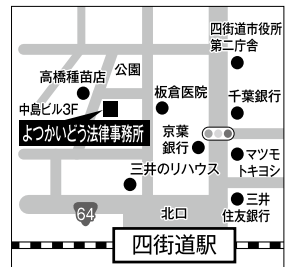 四街道市役所
第二庁舎
高橋種苗店
公園
板倉医院
千葉銀行
中島ビル3F
よつかいどう法律事務所
京葉
銀行
マツモ
トキヨシ
三井のリハウス
三井
住友銀行
64
北口
四街道駅